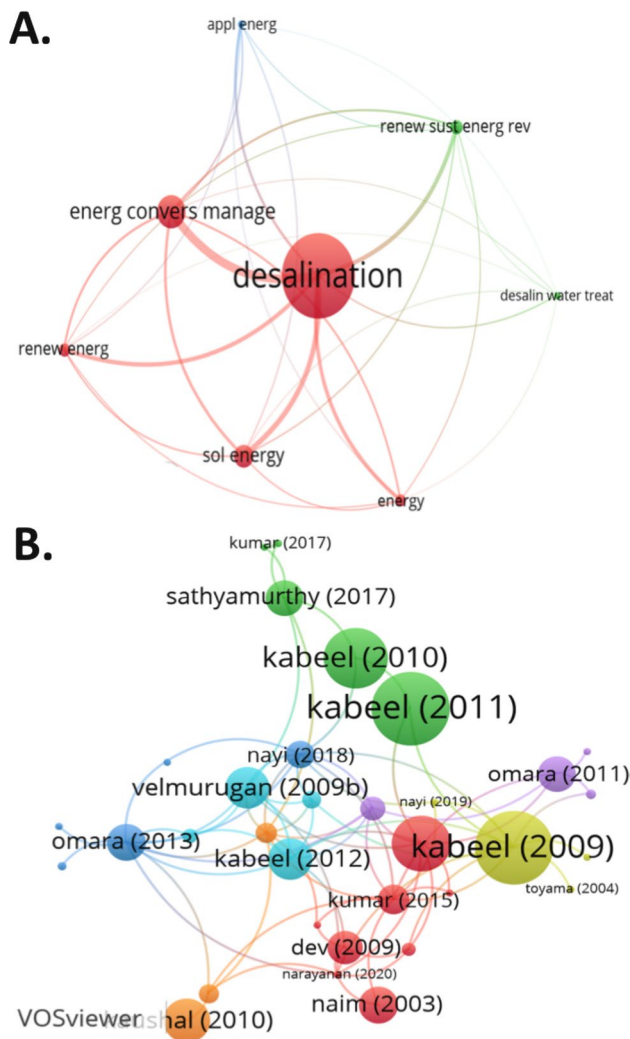 A.
appl energ
renew sust energ rev
energ convers manage
desalination
desalin water treat
renew energ
sol energy
energy
B.
kumar (2017)
sathyamurthy (2017)
kabeel (2010)
kabeel (2011)
nayi (2018)
omara (2011)
velmurugan (2009b)
nayi (2019)
omara (2013)
kabeel (2012)
kabeel (2009)
kumar (2015)
toyama (2004)
dev (2009)
narayanan (2020)
naim (2003)
VOSviewer
hal (2010)